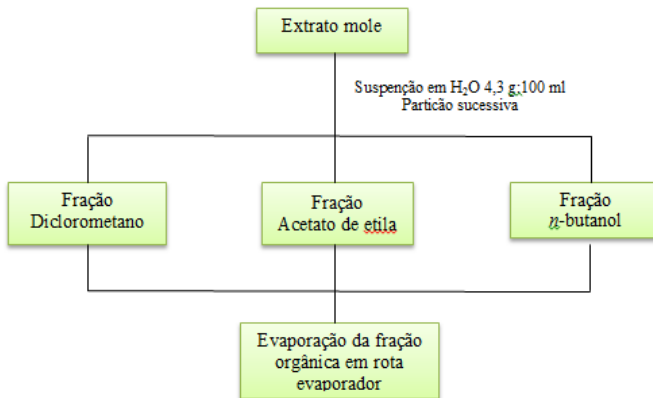 Extrato mole
Suspenção em H₂O 4,3 g;100 ml
Partição sucessiva
Fração
Diclorometano
Fração
Acetato de etila
Fração
n-butanol
Evaporação da fração
orgânica em rota
evaporador